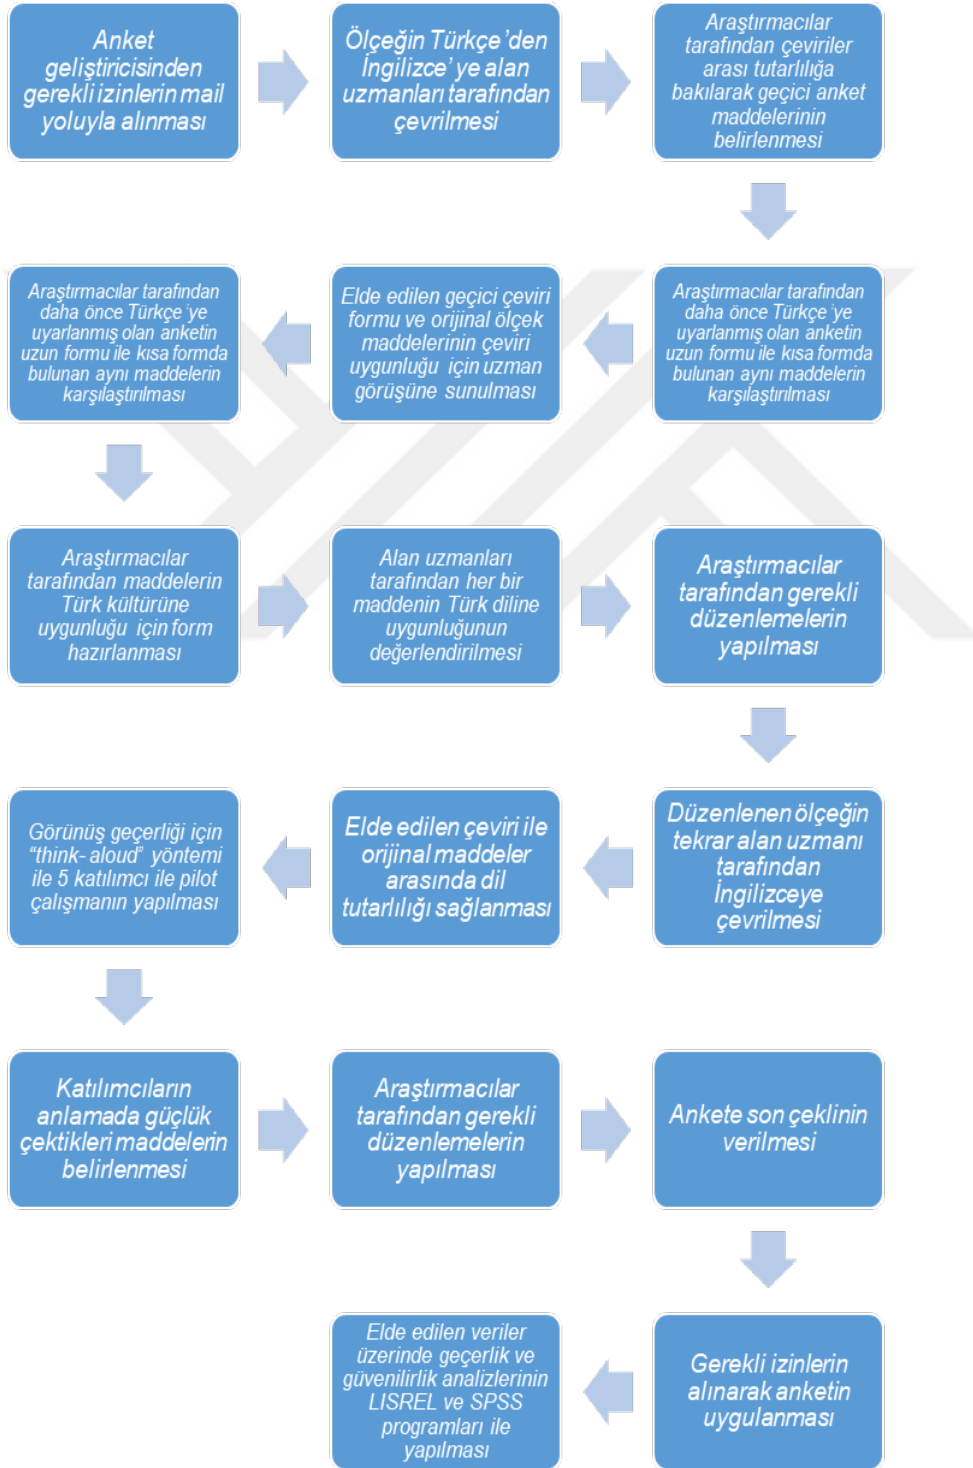 Anket
geliştiricisinden
gerekli izinlerin mail
yoluyla alınması
Ölçeğin Türkçe'den
İngilizce' ye alan
uzmanları tarafından
çevrilmesi
Araştırmacılar
tarafından çeviriler
arası tutarlılığa
bakılarak geçici anket
maddelerinin
belirlenmesi
Araştırmacılar tarafından
daha önce Türkçe'ye
uyarlanmış olan anketin
uzun formu ile kısa formda
bulunan aynı maddelerin
karşılaştırılması
Elde edilen geçici çeviri
formu ve orijinal ölçek
maddelerinin çeviri
uygunluğu için uzman
görüşüne sunulması
Araştırmacılar tarafından
daha önce Türkçe'ye
uyarlanmış olan anketin
uzun formu ile kısa formda
bulunan aynı maddelerin
karşılaştırılması
Araştırmacılar
tarafından maddelerin
Türk kültürüne
uygunluğu için form
hazırlanması
Alan uzmanları
tarafından her bir
maddenin Türk diline
uygunluğunun
değerlendirilmesi
Araştırmacılar
tarafından gerekli
düzenlemelerin
yapılması
Düzenlenen ölçeğin
tekrar alan uzmanı
tarafından
İngilizceye
çevrilmesi
Elde edilen çeviri ile
orijinal maddeler
arasında dil
tutarlılığı sağlanması
Görünüş geçerliği için
"think- aloud" yöntemi
ile 5 katılımcı ile pilot
çalışmanın yapılması
Katılımcıların
anlamada güçlük
çektikleri maddelerin
belirlenmesi
Araştırmacılar
tarafından gerekli
düzenlemelerin
yapılması
Ankete son çeklinin
verilmesi
Gerekli izinlerin
alınarak anketin
uygulanması
Elde edilen veriler
üzerinde geçerlik ve
güvenilirlik analizlerinin
LISREL ve SPSS
programları ile
yapılması